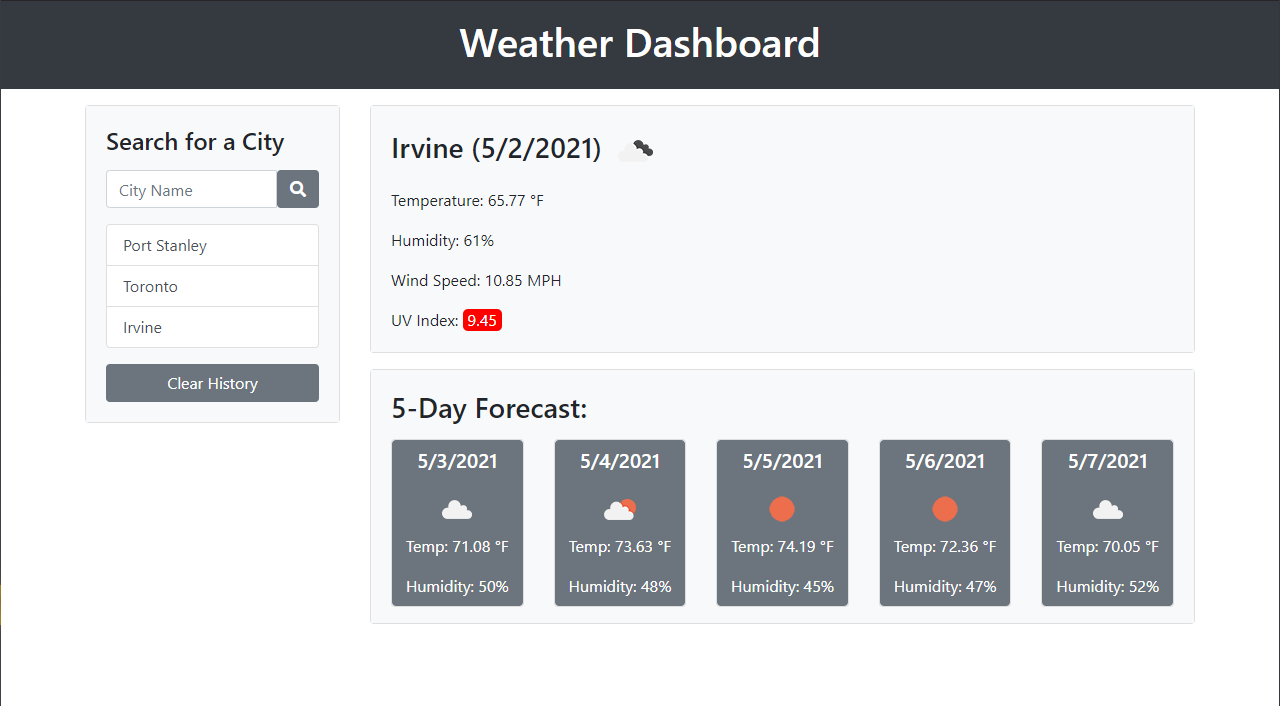 Weather Dashboard
Search for a City
City Name
Port Stanley
Toronto
Irvine
Clear History
Irvine (5/2/2021)
Temperature: 65.77 °F
Humidity: 61%
Wind Speed: 10.85 MPH
UV Index: 9.45
5-Day Forecast:
5/3/2021
Temp: 71.08 °F
Humidity: 50%
5/4/2021
Temp: 73.63 °F
Humidity: 48%
5/5/2021
Temp: 74.19 °F
Humidity: 45%
5/6/2021
Temp: 72.36 °F
Humidity: 47%
5/7/2021
Temp: 70.05 °F
Humidity: 52%